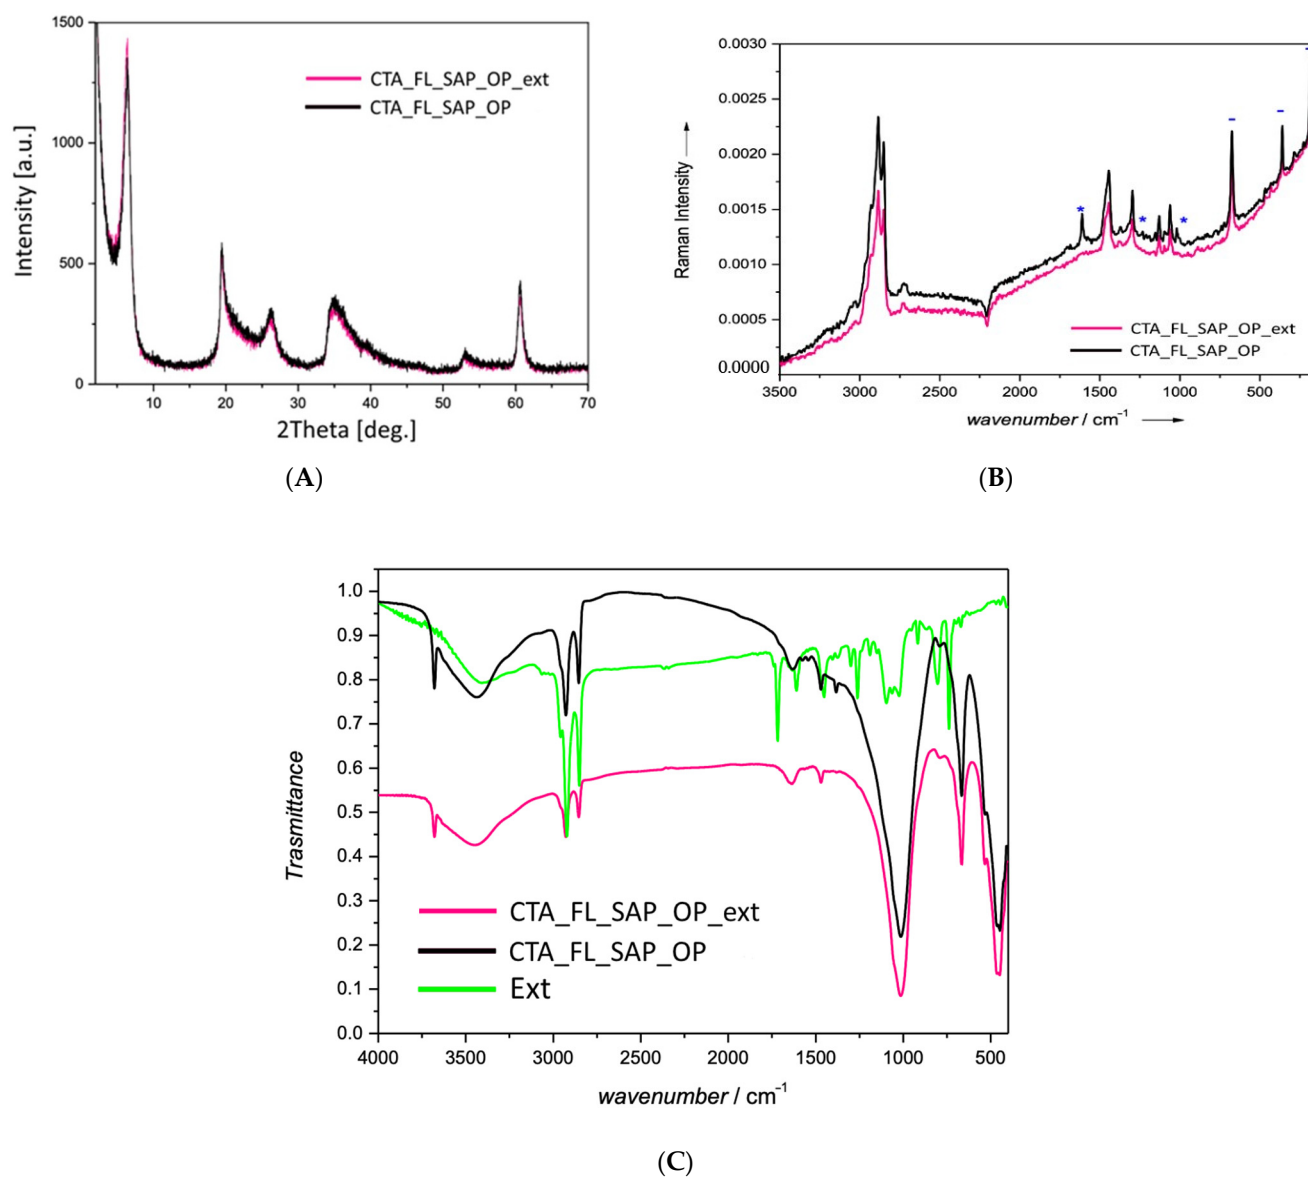 1500
1000
500
0
Intensity [a.u.]
CTA_FL_SAP_OP_ext
CTA_FL_SAP_OP
10 20 30 40 50 60 70
2Theta [deg.]
(A)
0.0030
0.0025
0.0020
0.0015
0.0010
0.0005
0.0000
Raman Intensity
* * *
CTA_FL_SAP_OP_ext
CTA_FL_SAP_OP
3500 3000 2500 2000 1500 1000 500
wavenumber / cm⁻¹
(B)
1.0
0.9
0.8
0.7
0.6
0.5
0.4
0.3
0.2
0.1
0.0
Trasmittance
CTA_FL_SAP_OP_ext
CTA_FL_SAP_OP
Ext
4000 3500 3000 2500 2000 1500 1000 500
wavenumber / cm⁻¹
(C)